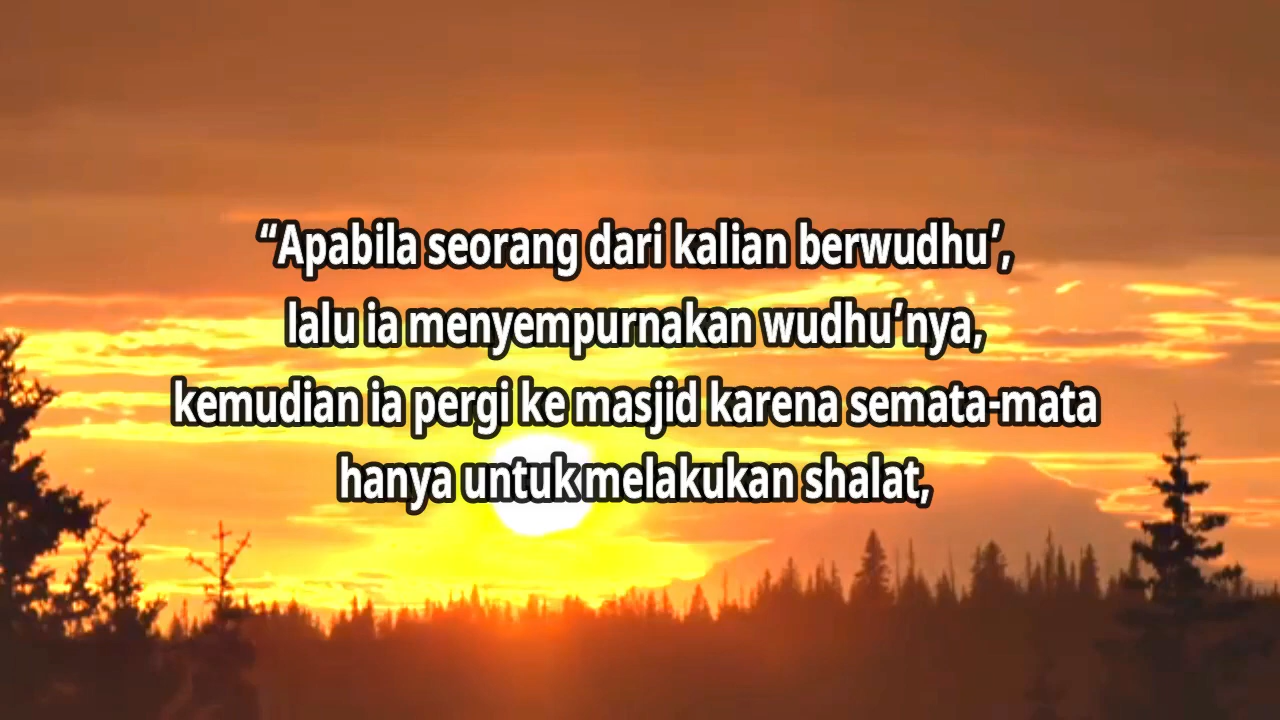 “Apabila seorang dari kalian berwudhu’,
lalu ia menyempurnakan wudhu’nya,
kemudian ia pergi ke masjid karena semata-mata
hanya untuk melakukan shalat,